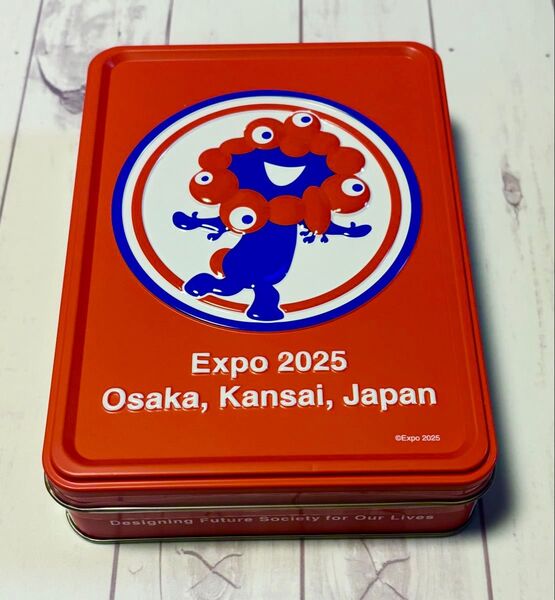 Expo 2025
Osaka, Kansai, Japan
©Expo 2025
Designing Future Society for Our Lives